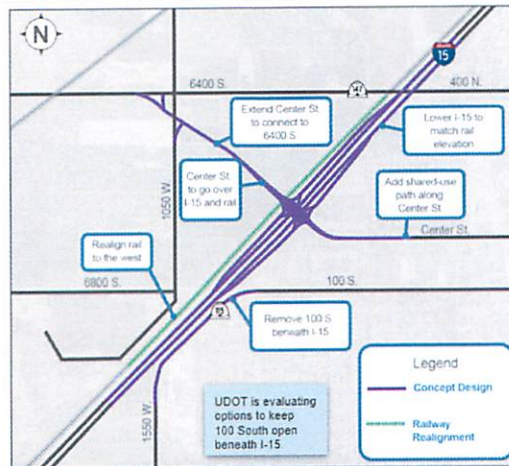 N
INTERSTATE
15
6400 S.
147
400 N.
Extend Center St.
to connect to
6400 S
Lower I-15 to
match rail
elevation
Center St.
to go over
I-15 and rail
1050 W.
Add shared-use
path along
Center St.
Center St.
Realign rail
to the west
6800 S.
100 S.
Remove 100 S
beneath I-15
1550 W.
UDOT is evaluating
options to keep
100 South open
beneath I-15
Legend
Concept Design
Railway
Realignment